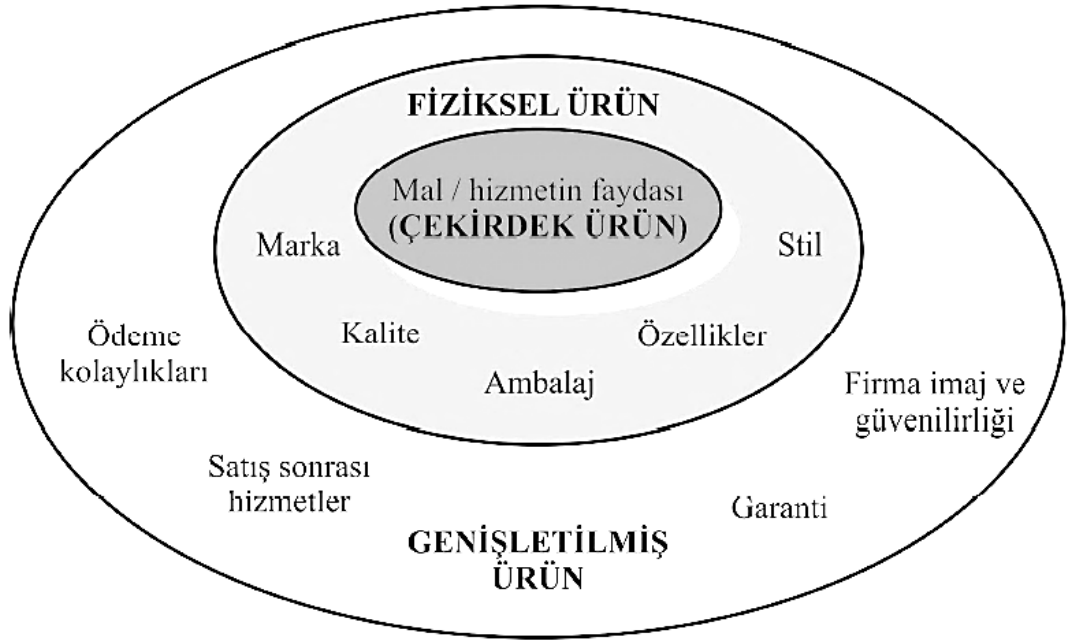 FİZİKSEL ÜRÜN
Mal / hizmetin faydası
(ÇEKİRDEK ÜRÜN)
Marka
Stil
Kalite
Özellikler
Ambalaj
Ödeme
kolaylıkları
Firma imaj ve
güvenilirliği
Satış sonrası
hizmetler
Garanti
GENİŞLETİLMİŞ
ÜRÜN